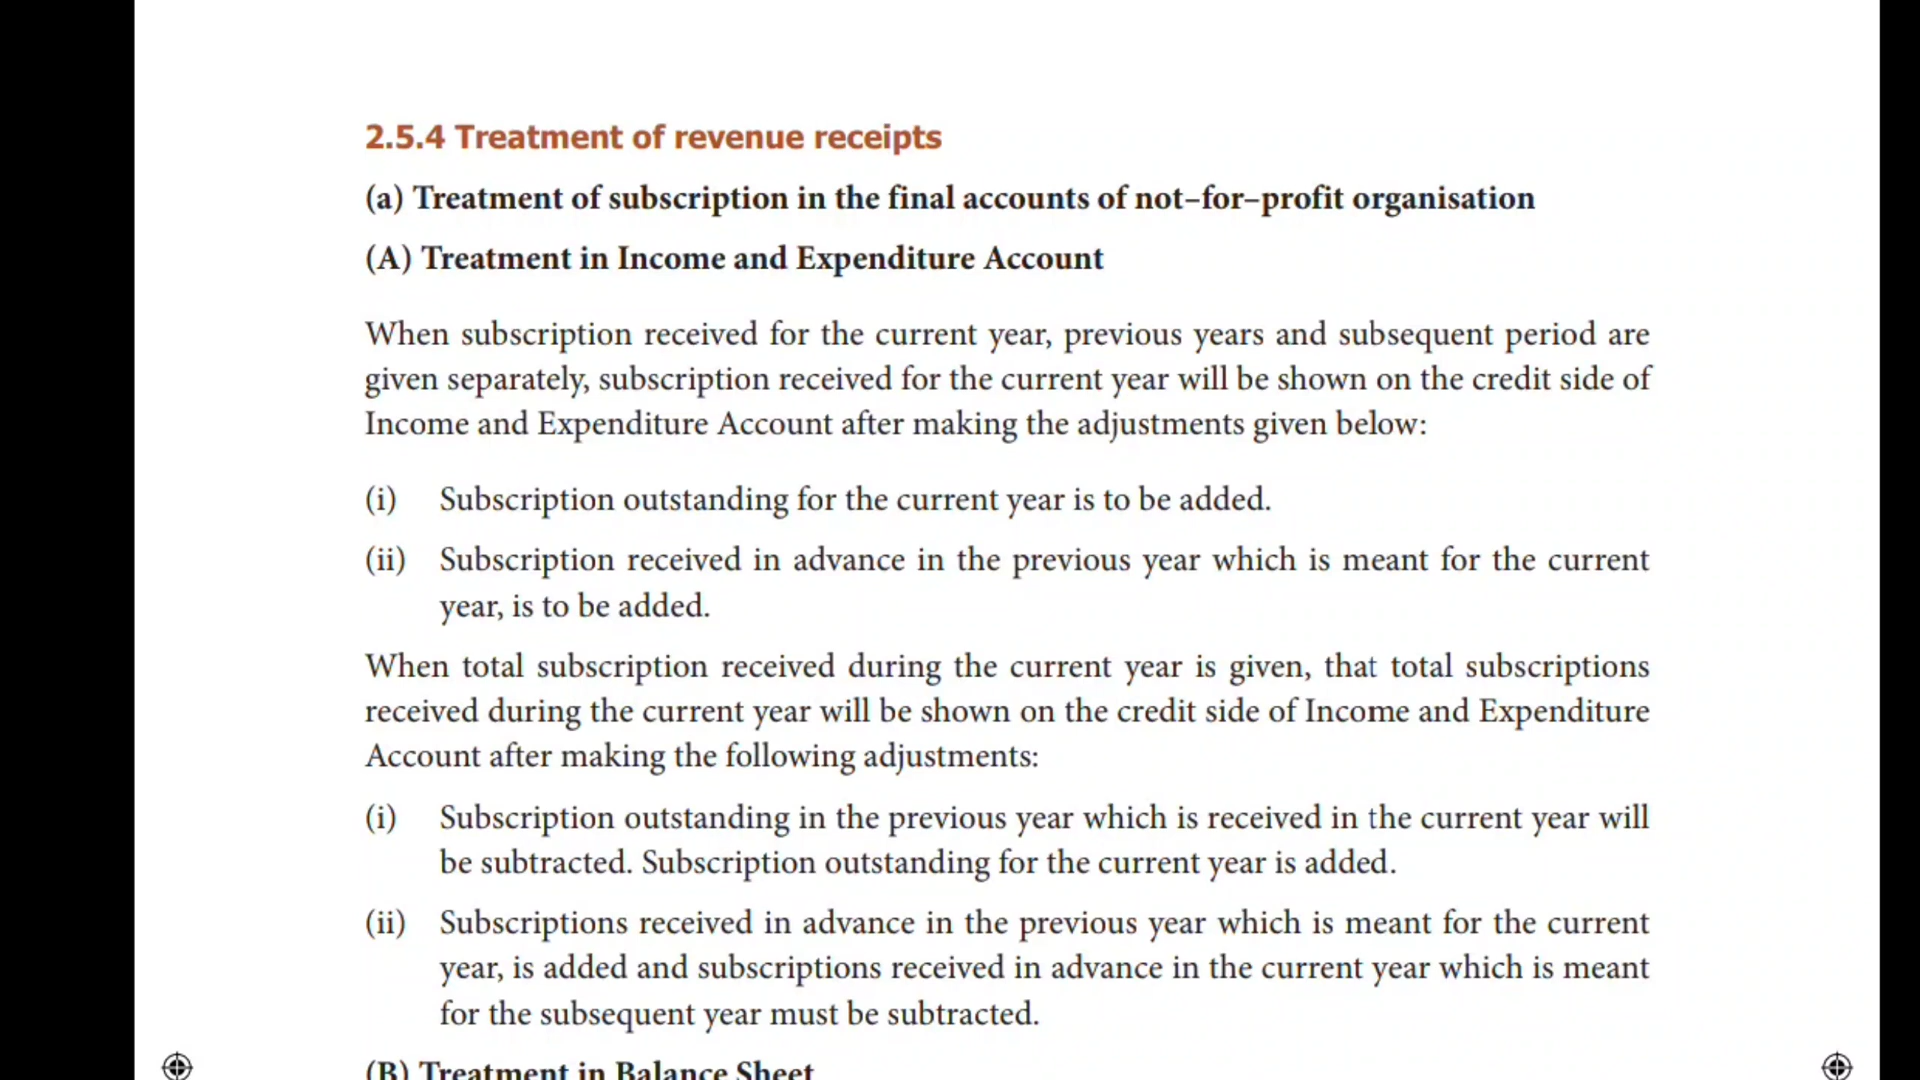 2.5.4 Treatment of revenue receipts
(a) Treatment of subscription in the final accounts of not–for–profit organisation
(A) Treatment in Income and Expenditure Account
When subscription received for the current year, previous years and subsequent period are
given separately, subscription received for the current year will be shown on the credit side of
Income and Expenditure Account after making the adjustments given below:
(i) Subscription outstanding for the current year is to be added.
(ii) Subscription received in advance in the previous year which is meant for the current
year, is to be added.
When total subscription received during the current year is given, that total subscriptions
received during the current year will be shown on the credit side of Income and Expenditure
Account after making the following adjustments:
(i) Subscription outstanding in the previous year which is received in the current year will
be subtracted. Subscription outstanding for the current year is added.
(ii) Subscriptions received in advance in the previous year which is meant for the current
year, is added and subscriptions received in advance in the current year which is meant
for the subsequent year must be subtracted.
(B) Treatment in Balance Sheet